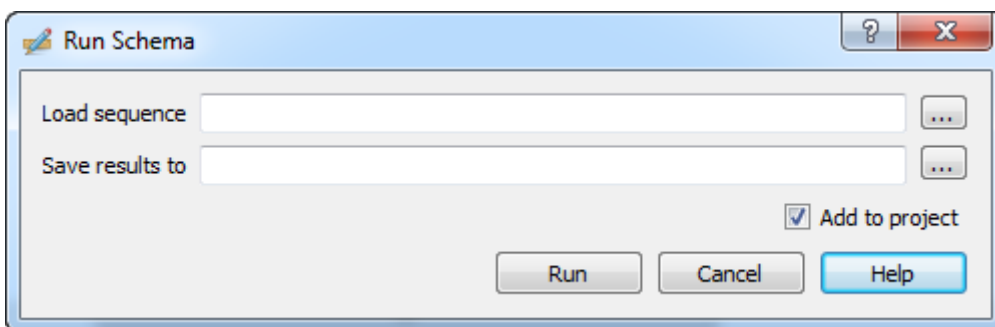 Run Schema
?
Load sequence
...
Save results to
...
Add to project
Run Cancel Help